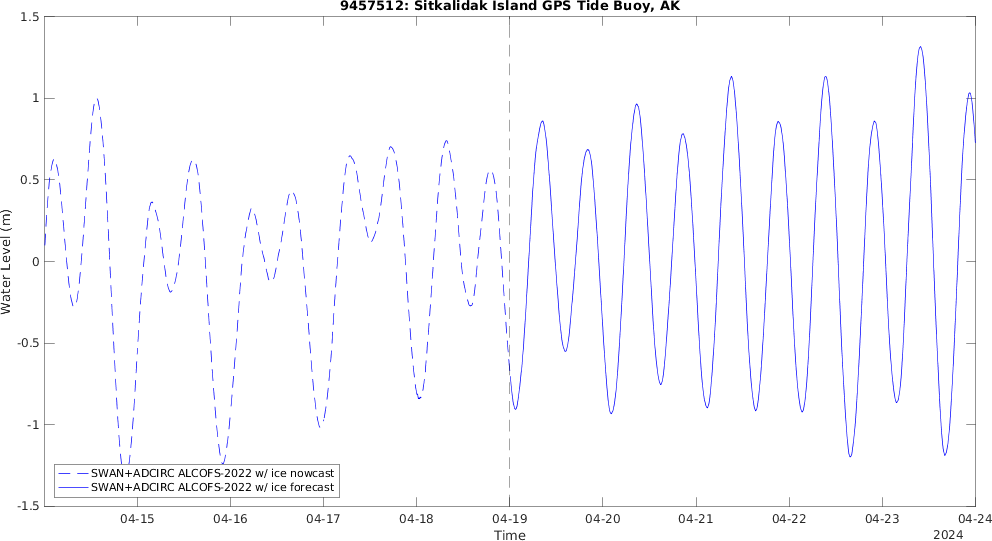 9457512: Sitkalidak Island GPS Tide Buoy, AK
1.5
1
0.5
0
-0.5
-1
-1.5
Water Level (m)
SWAN+ADCIRC ALCOFS-2022 w/ ice nowcast
SWAN+ADCIRC ALCOFS-2022 w/ ice forecast
04-15 04-16 04-17 04-18 04-19 04-20 04-21 04-22 04-23 04-24
Time
2024